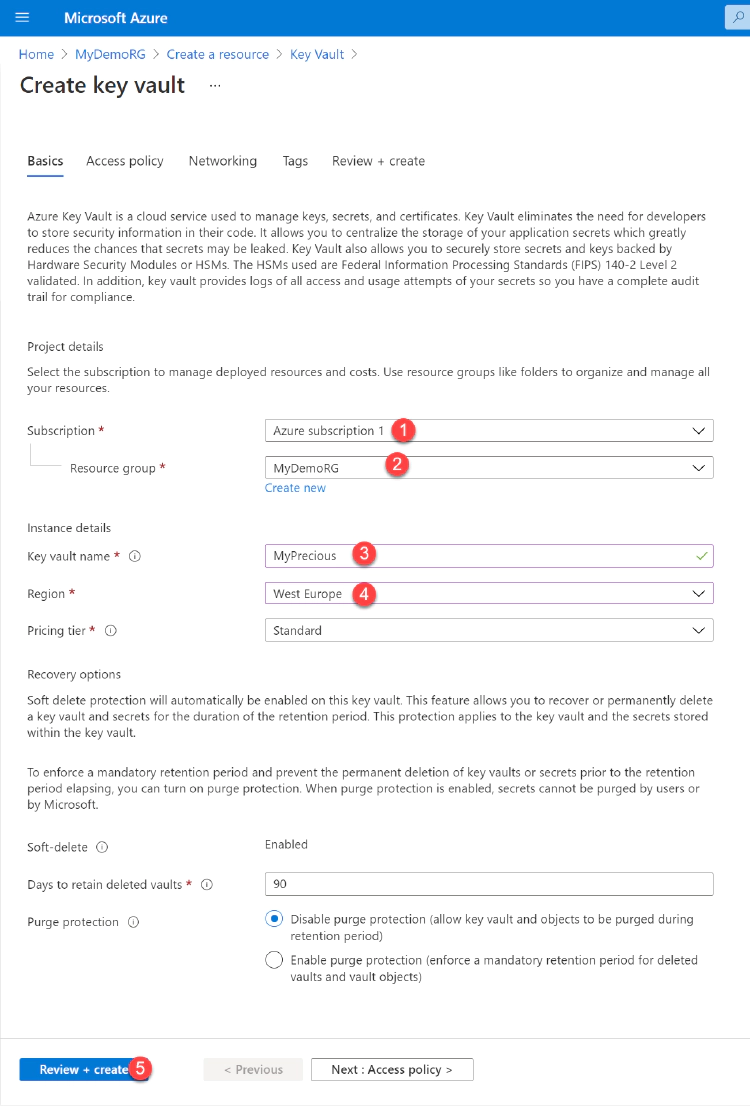 Microsoft Azure
Home > MyDemoRG > Create a resource > Key Vault >
Create key vault ...
Basics Access policy Networking Tags Review + create
Azure Key Vault is a cloud service used to manage keys, secrets, and certificates. Key Vault eliminates the need for developers
to store security information in their code. It allows you to centralize the storage of your application secrets which greatly
reduces the chances that secrets may be leaked. Key Vault also allows you to securely store secrets and keys backed by
Hardware Security Modules or HSMs. The HSMs used are Federal Information Processing Standards (FIPS) 140-2 Level 2
validated. In addition, key vault provides logs of all access and usage attempts of your secrets so you have a complete audit
trail for compliance.
Project details
Select the subscription to manage deployed resources and costs. Use resource groups like folders to organize and manage all
your resources.
Subscription * Azure subscription 1 1
Resource group * MyDemoRG 2
Create new
Instance details
Key vault name * MyPrecious 3
Region * West Europe 4
Pricing tier * Standard
Recovery options
Soft delete protection will automatically be enabled on this key vault. This feature allows you to recover or permanently delete
a key vault and secrets for the duration of the retention period. This protection applies to the key vault and the secrets stored
within the key vault.
To enforce a mandatory retention period and prevent the permanent deletion of key vaults or secrets prior to the retention
period elapsing, you can turn on purge protection. When purge protection is enabled, secrets cannot be purged by users or
by Microsoft.
Soft-delete Enabled
Days to retain deleted vaults * 90
Purge protection Disable purge protection (allow key vault and objects to be purged during
retention period)
Enable purge protection (enforce a mandatory retention period for deleted
vaults and vault objects)
Review + create 5 < Previous Next : Access policy >